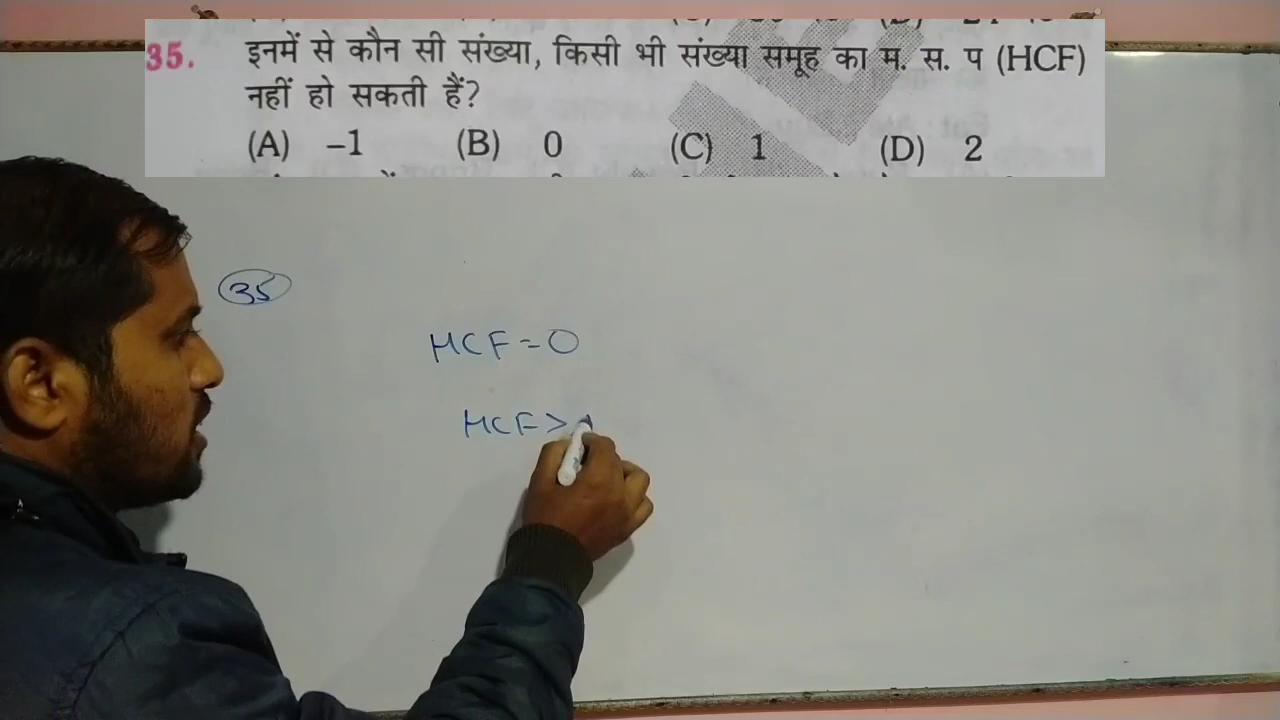 35. इनमें से कौन सी संख्या, किसी भी संख्या समूह का म. स. प (HCF)
नहीं हो सकती हैं?
(A) –1 (B) 0 (C) 1 (D) 2
35
HCF=0
HCF>